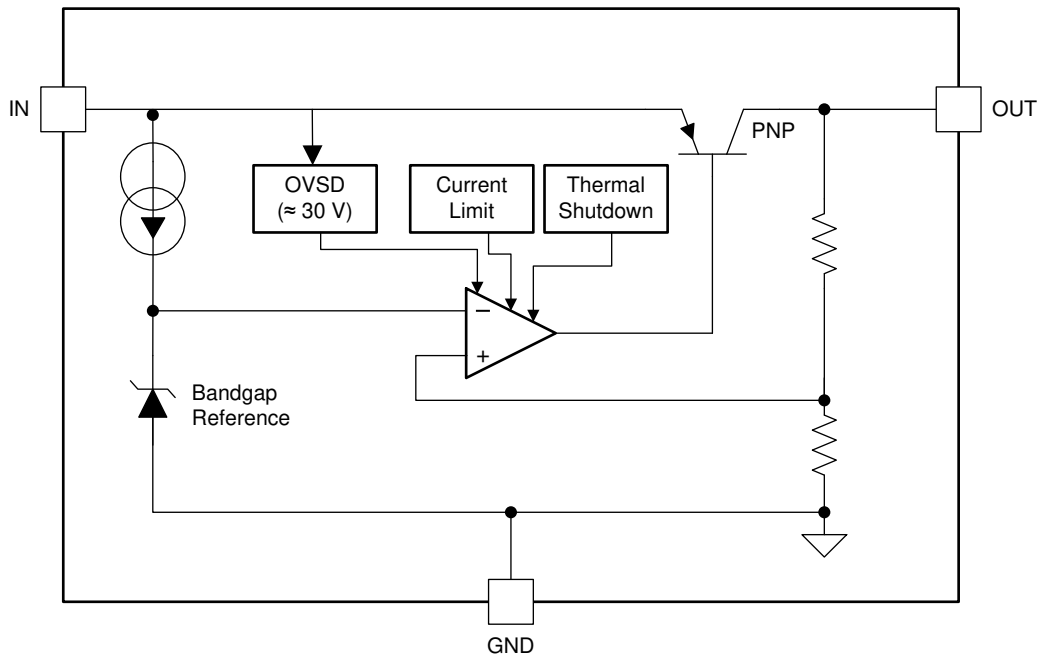 IN
OUT
PNP
OVSD
(≈ 30 V)
Current
Limit
Thermal
Shutdown
−
+
Bandgap
Reference
GND